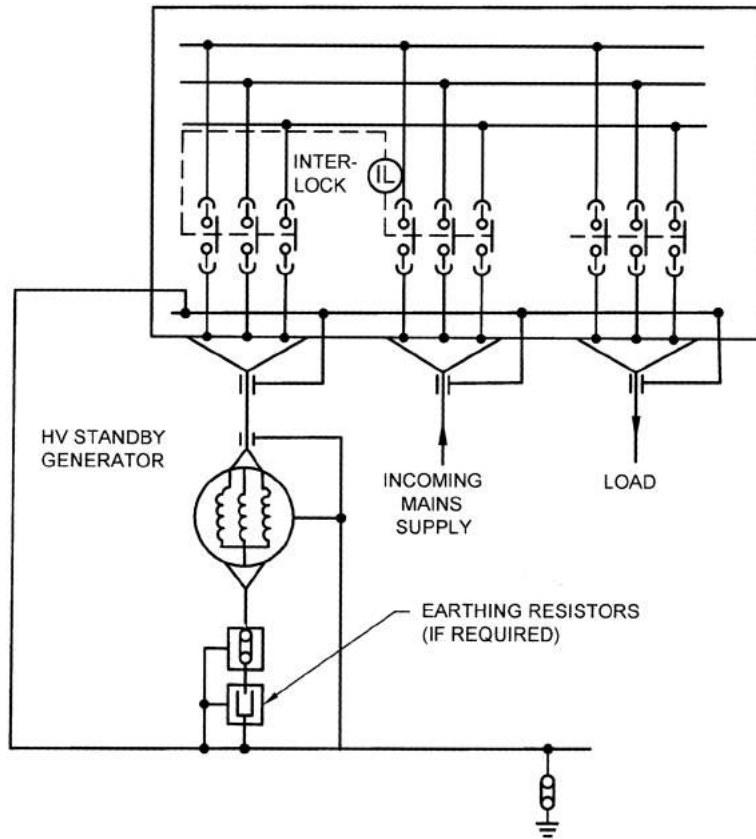 INTER-
LOCK
IL
HV STANDBY
GENERATOR
INCOMING
MAINS
SUPPLY
LOAD
EARTHING RESISTORS
(IF REQUIRED)